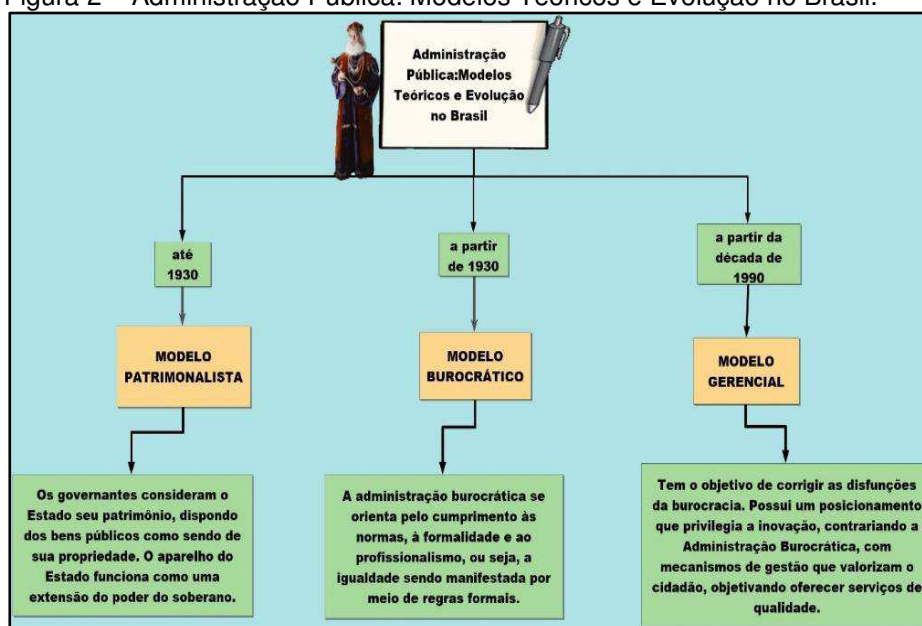 Figura 2 – Administração Pública: Modelos Teóricos e Evolução no Brasil.
Administração
Pública:Modelos
Teóricos e Evolução
no Brasil
até
1930
MODELO
PATRIMONALISTA
Os governantes consideram o
Estado seu patrimônio, dispondo
dos bens públicos como sendo de
sua propriedade. O aparelho do
Estado funciona como uma
extensão do poder do soberano.
a partir
de 1930
MODELO
BUROCRÁTICO
A administração burocrática se
orienta pelo cumprimento às
normas, à formalidade e ao
profissionalismo, ou seja, a
igualdade sendo manifestada por
meio de regras formais.
a partir da
década de
1990
MODELO
GERENCIAL
Tem o objetivo de corrigir as disfunções
da burocracia. Possui um posicionamento
que privilegia a inovação, contrariando a
Administração Burocrática, com
mecanismos de gestão que valorizam o
cidadão, objetivando oferecer serviços de
qualidade.